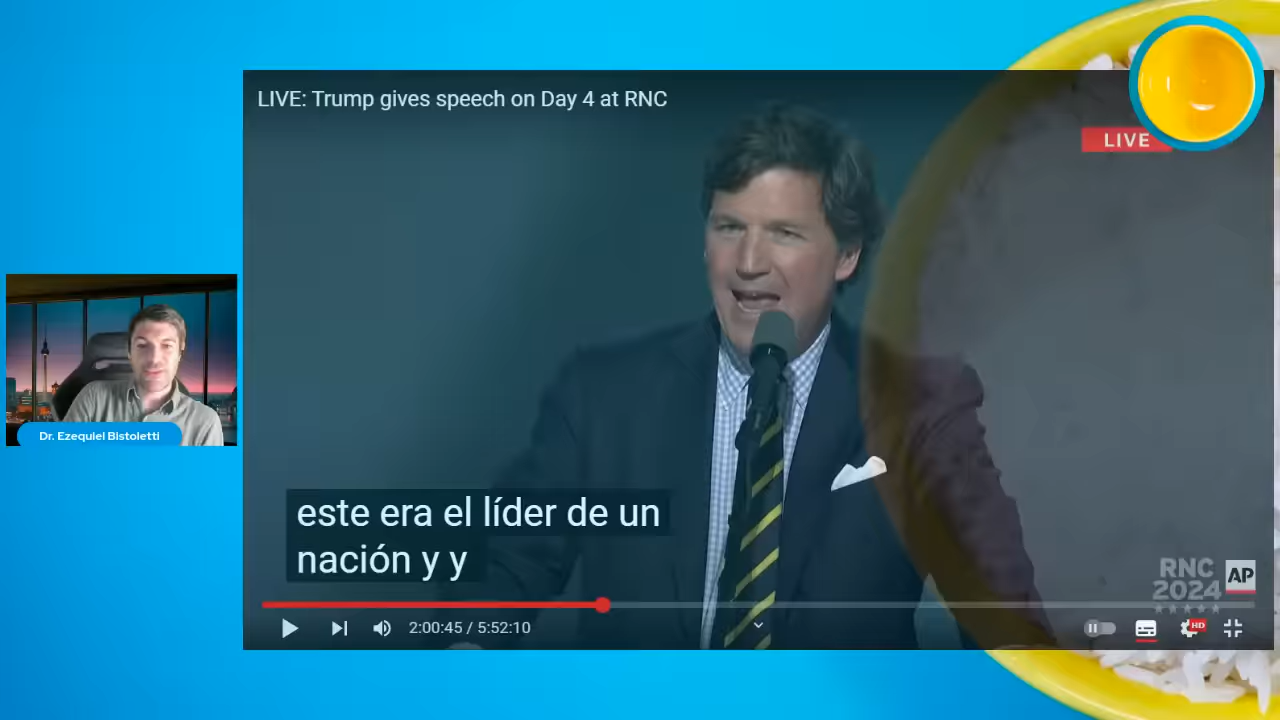 LIVE: Trump gives speech on Day 4 at RNC
LIVE
Dr. Ezequiel Bistoletti
este era el líder de un
nación y y
RNC
2024
AP
2:00:45 / 5:52:10
HD